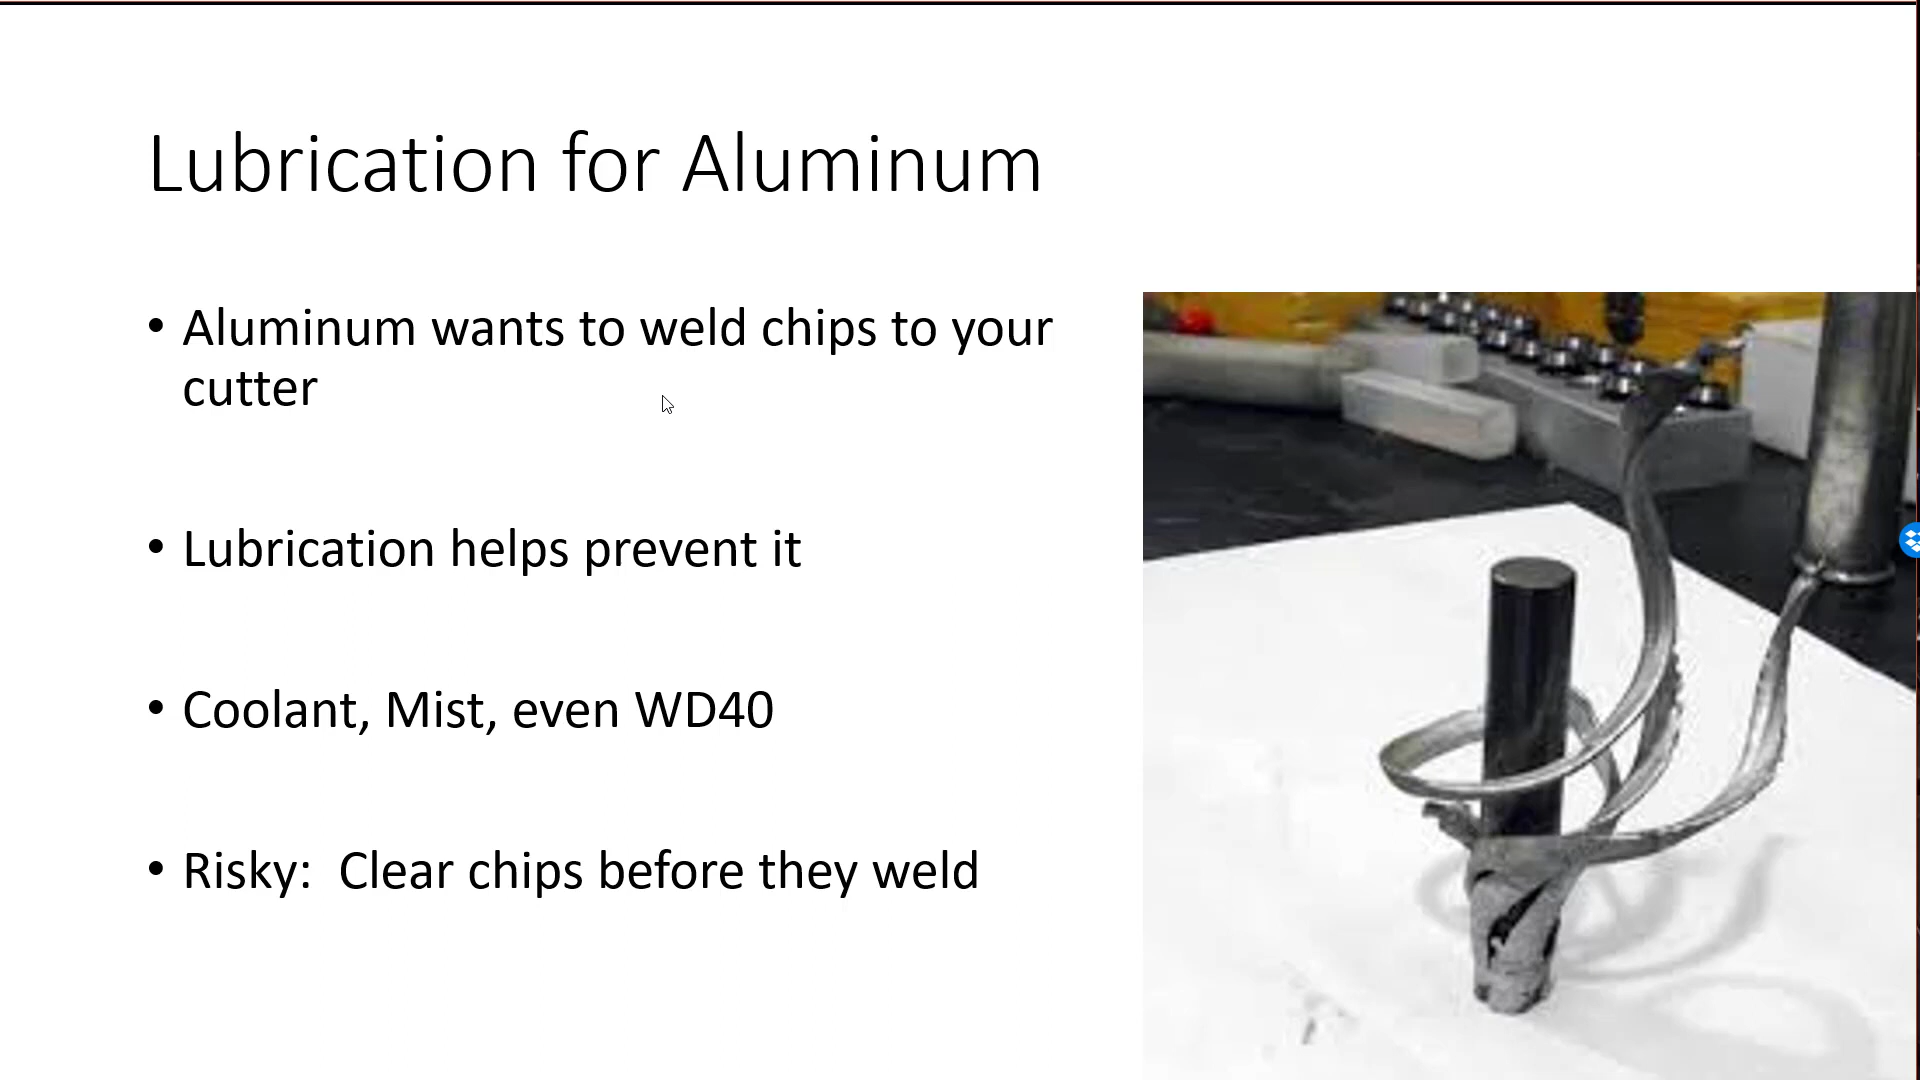 Lubrication for Aluminum
• Aluminum wants to weld chips to your
cutter
• Lubrication helps prevent it
• Coolant, Mist, even WD40
• Risky:  Clear chips before they weld